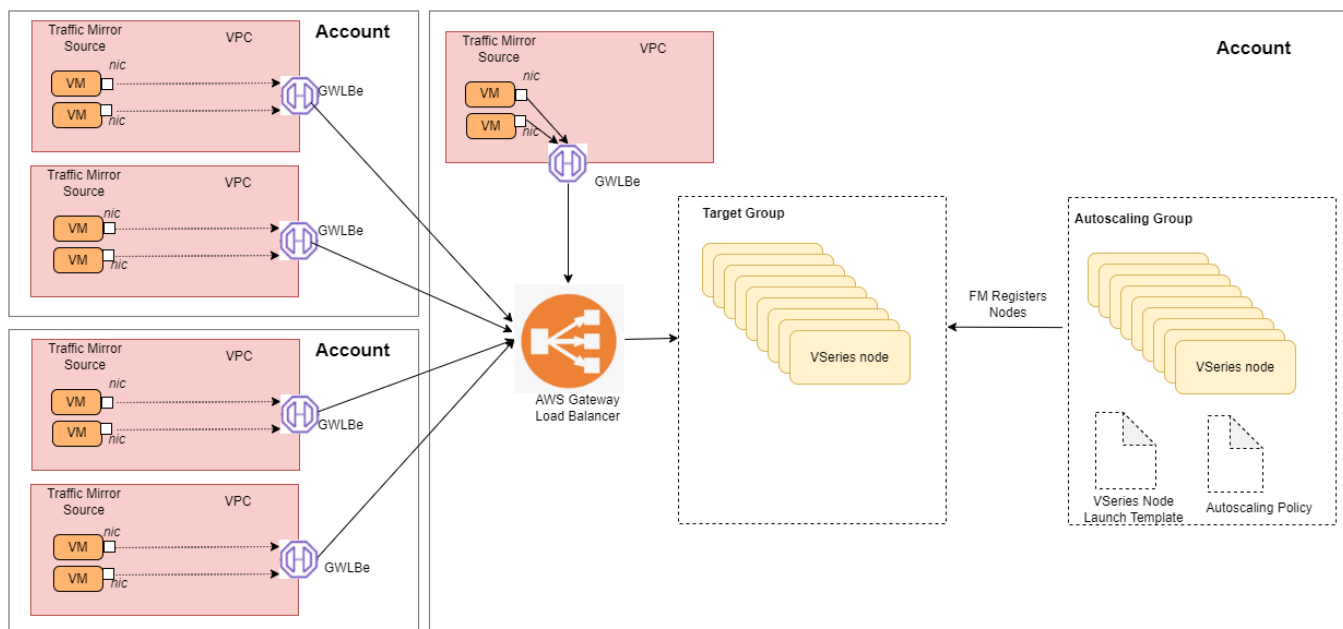 Account
Traffic Mirror
Source
VPC
nic
VM
VM
nic
GWLBe
Traffic Mirror
Source
VPC
nic
VM
VM
nic
GWLBe
Account
Traffic Mirror
Source
VPC
nic
VM
VM
nic
GWLBe
Traffic Mirror
Source
VPC
nic
VM
VM
nic
GWLBe
Account
Traffic Mirror
Source
VPC
nic
VM
VM
nic
GWLBe
AWS Gateway
Load Balancer
Target Group
VSeries node
FM Registers
Nodes
Autoscaling Group
VSeries node
VSeries Node
Launch Template
Autoscaling Policy